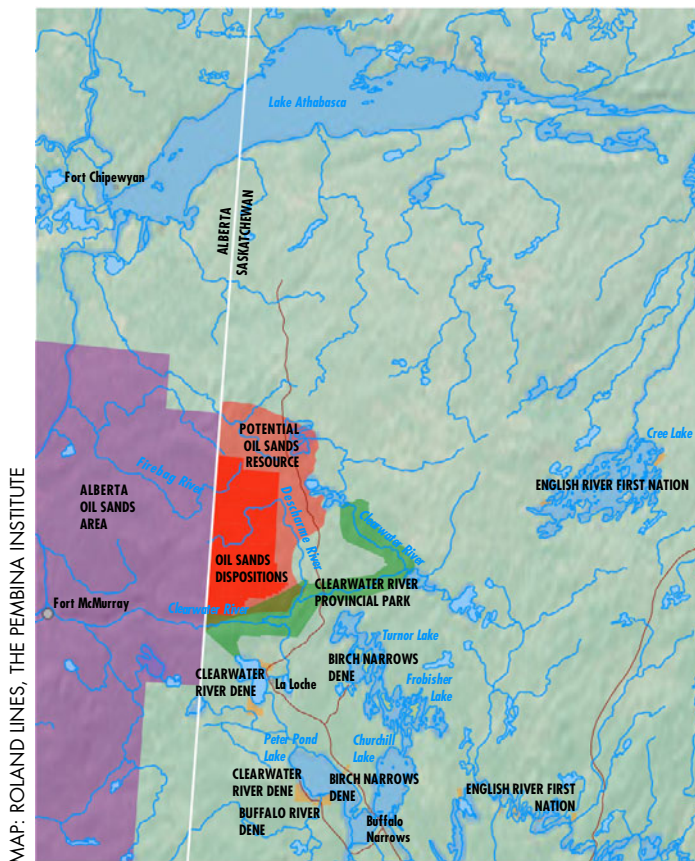 Lake Athabasca
Fort Chipewyan
ALBERTA
SASKATCHEWAN
POTENTIAL
OIL SANDS
RESOURCE
Cree Lake
Firebag River
ENGLISH RIVER FIRST NATION
ALBERTA
OIL SANDS
AREA
Descharme River
Clearwater River
OIL SANDS
DISPOSITIONS
CLEARWATER RIVER
PROVINCIAL PARK
Fort McMurray
Clearwater River
Turnor Lake
BIRCH NARROWS
DENE
CLEARWATER
RIVER DENE
La Loche
Frobisher
Lake
Peter Pond
Lake
Churchill
Lake
CLEARWATER
RIVER DENE
BIRCH NARROWS
DENE
ENGLISH RIVER FIRST
NATION
BUFFALO RIVER
DENE
Buffalo
Narrows
MAP: ROLAND LINES, THE PEMBINA INSTITUTE